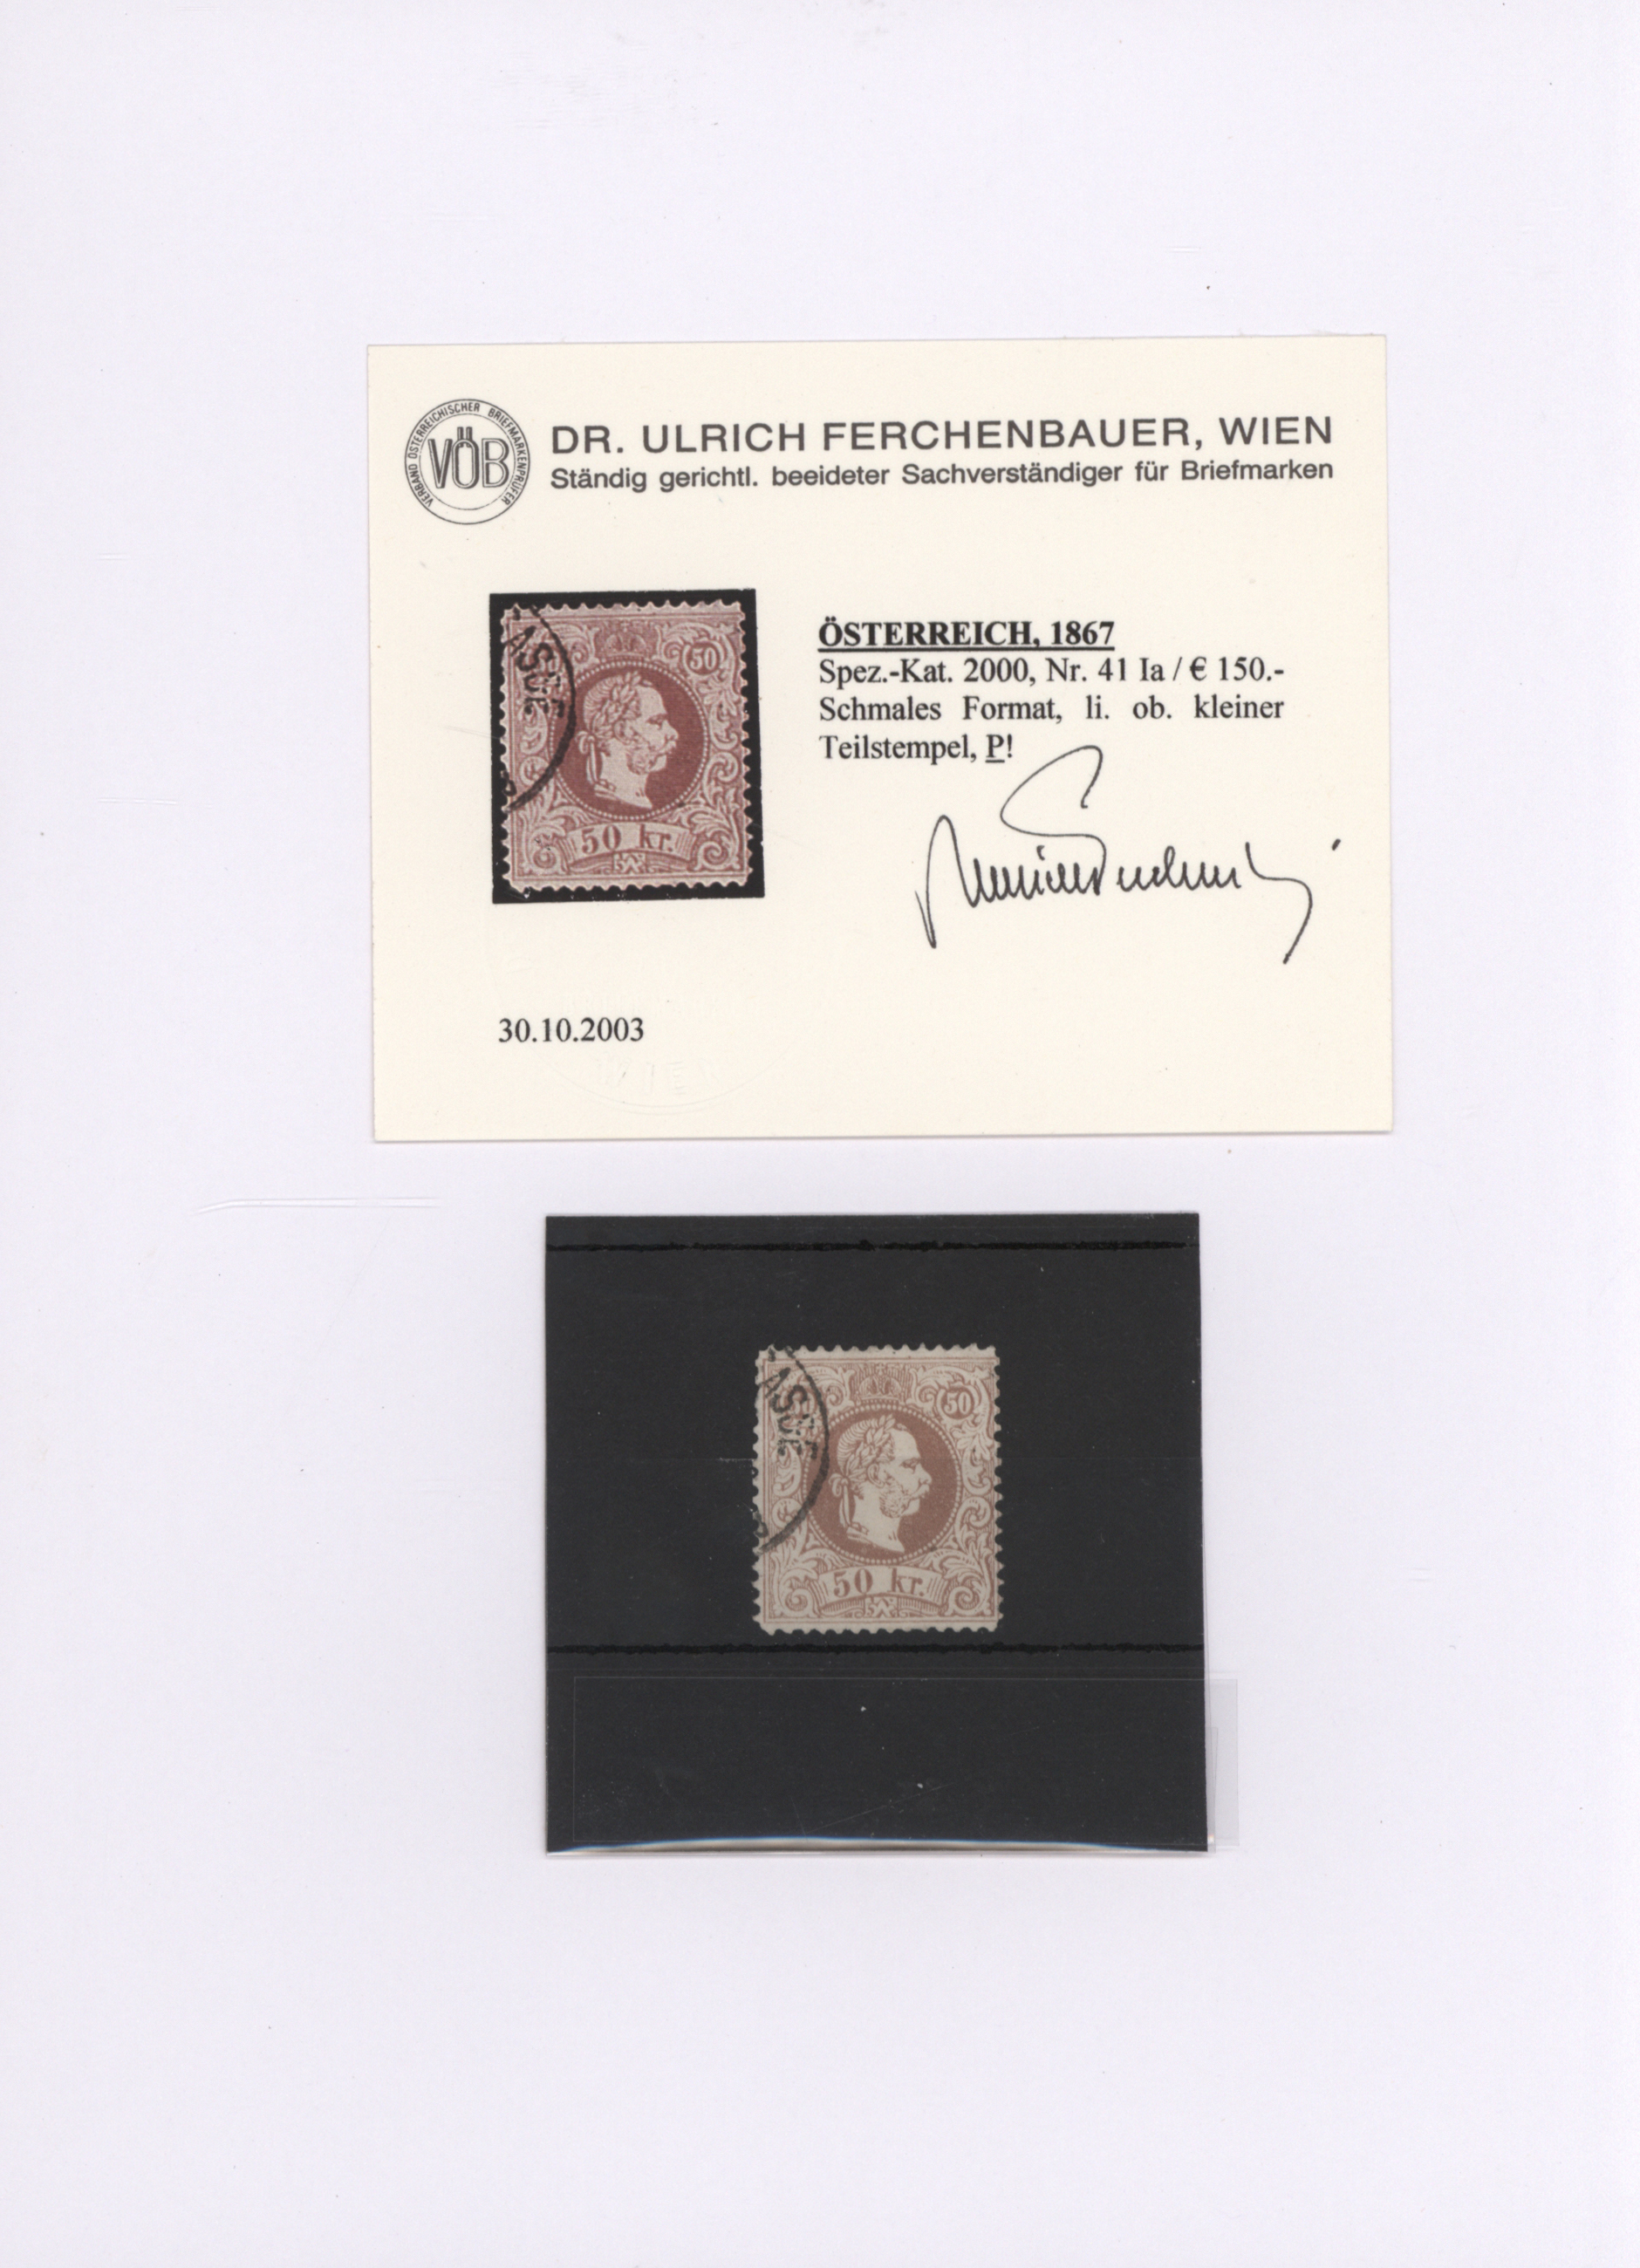 VERBAND ÖSTERREICHISCHER BRIEFMARKENPRÜFER
VÖB
DR. ULRICH FERCHENBAUER, WIEN
Ständig gerichtl. beeideter Sachverständiger für Briefmarken
50
50 kr.
ÖSTERREICH, 1867
Spez.-Kat. 2000, Nr. 41 Ia / € 150.-
Schmales Format, li. ob. kleiner
Teilstempel, P!
30.10.2003
WIEN
50
50 kr.